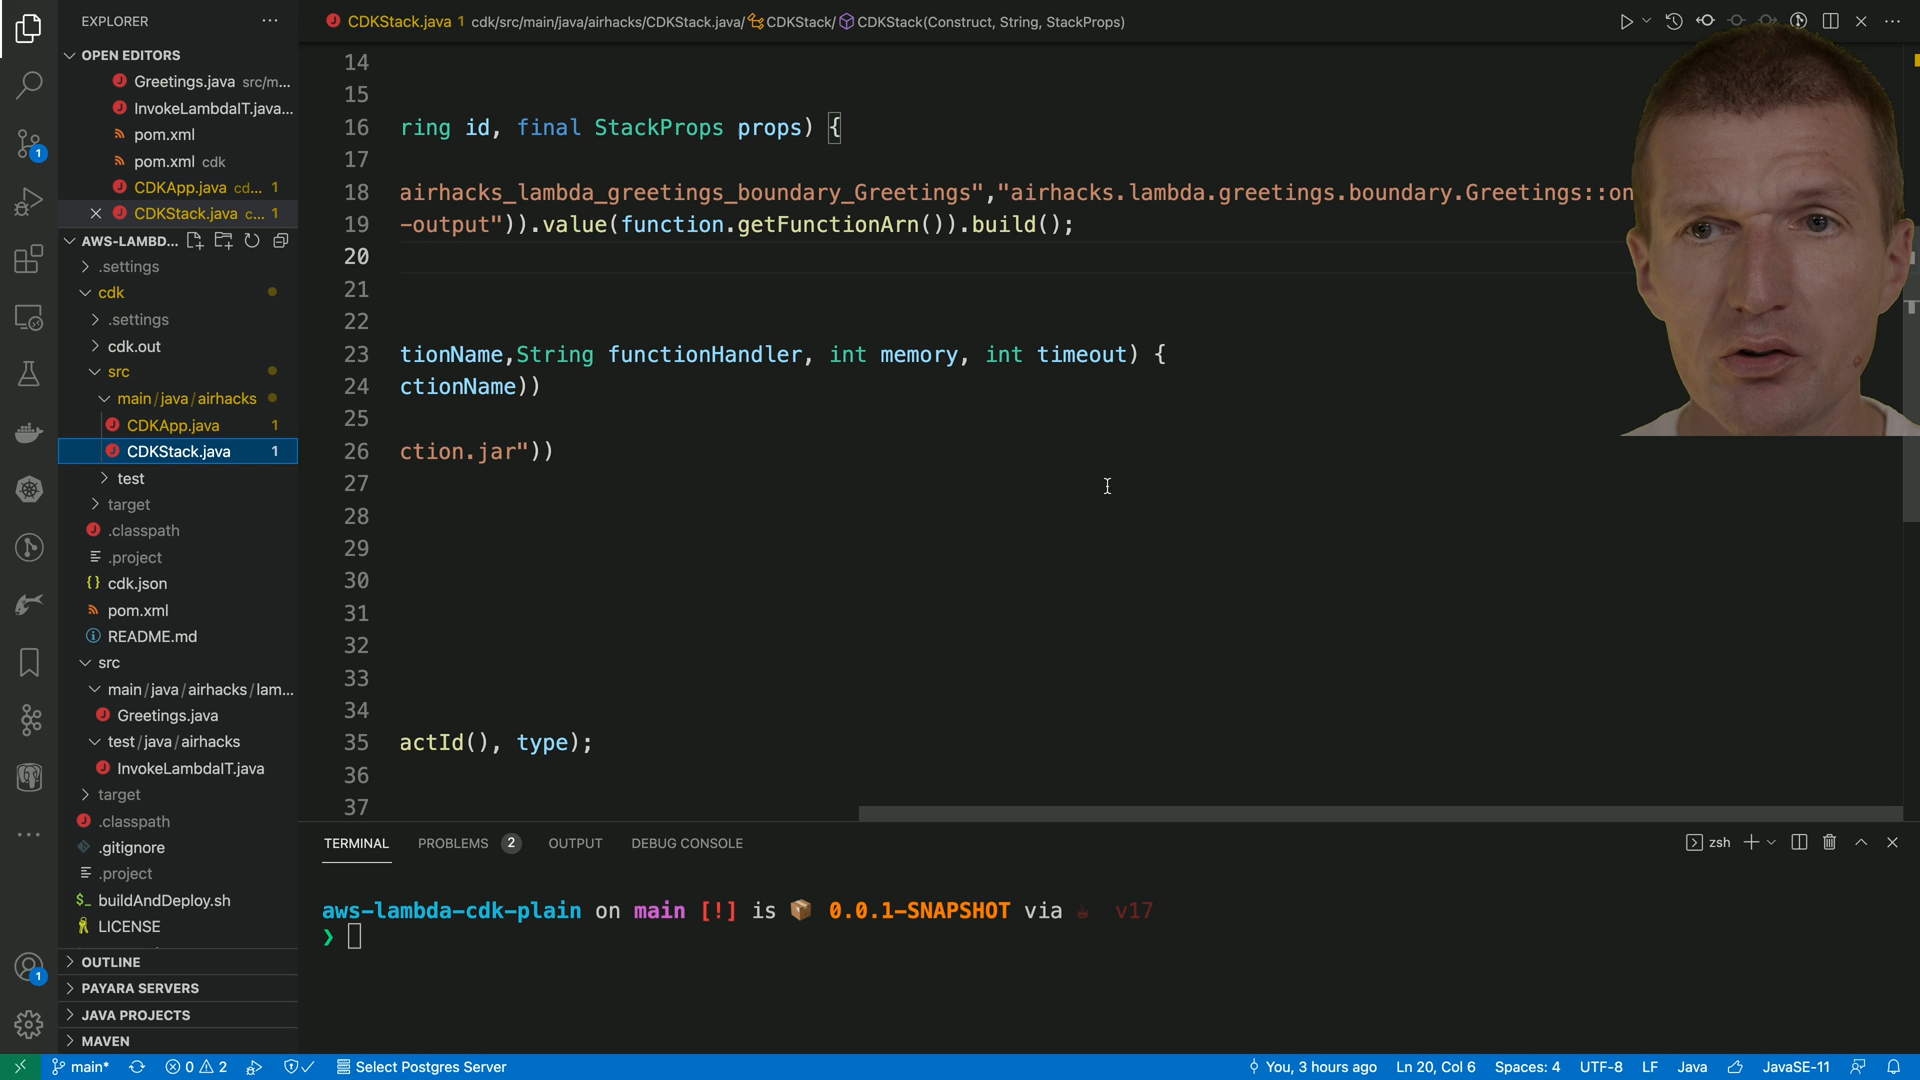 EXPLORER
CDKStack.java 1 cdk/src/main/java/airhacks/CDKStack.java/ CDKStack/ CDKStack(Construct, String, StackProps)
OPEN EDITORS
Greetings.java src/m...
InvokeLambdaIT.java...
pom.xml
pom.xml cdk
CDKApp.java cd... 1
CDKStack.java c... 1
AWS-LAMBD...
.settings
cdk
.settings
cdk.out
src
main/java/airhacks
CDKApp.java 1
CDKStack.java 1
test
target
.classpath
.project
cdk.json
pom.xml
README.md
src
main/java/airhacks/lam...
Greetings.java
test/java/airhacks
InvokeLambdaIT.java
target
.classpath
.gitignore
.project
buildAndDeploy.sh
LICENSE
OUTLINE
PAYARA SERVERS
JAVA PROJECTS
MAVEN
14
15
16 ring id, final StackProps props) {
17
18 airhacks_lambda_greetings_boundary_Greetings","airhacks.lambda.greetings.boundary.Greetings::on
19 -output")).value(function.getFunctionArn()).build();
20
21
22
23 tionName,String functionHandler, int memory, int timeout) {
24 ctionName))
25
26 ction.jar"))
27
28
29
30
31
32
33
34
35 actId(), type);
36
37
TERMINAL PROBLEMS 2 OUTPUT DEBUG CONSOLE
zsh
aws-lambda-cdk-plain on main [!] is 0.0.1-SNAPSHOT via v17
❯
1
1
main* 0 2 Select Postgres Server You, 3 hours ago Ln 20, Col 6 Spaces: 4 UTF-8 LF Java JavaSE-11